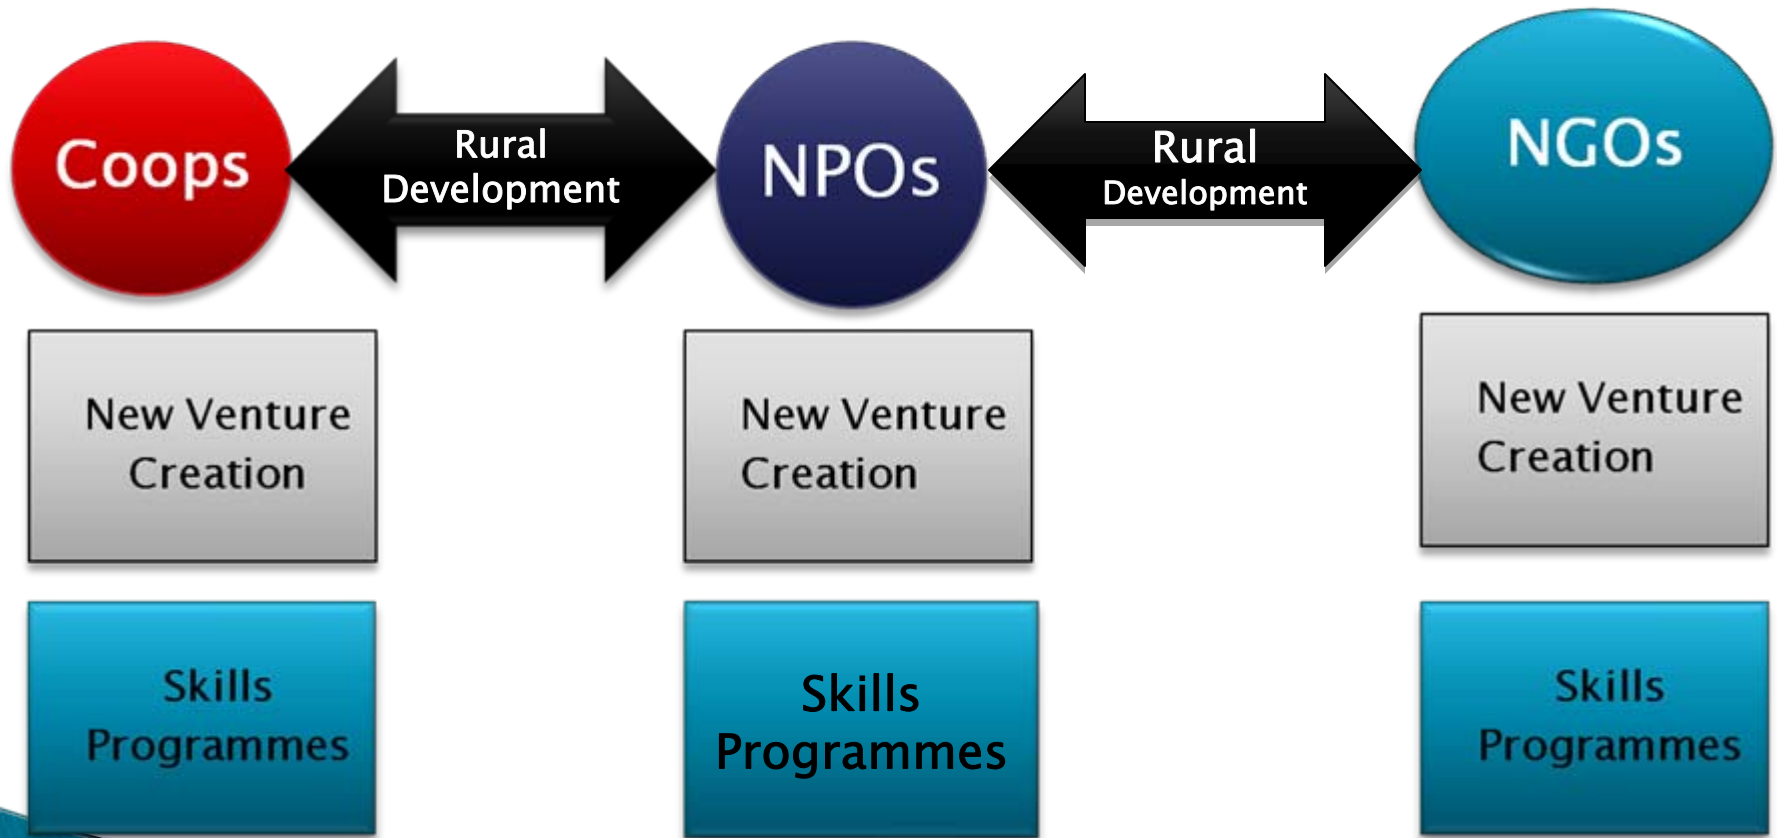 Coops
Rural
Development
NPOs
Rural
Development
NGOs
New Venture
Creation
New Venture
Creation
New Venture
Creation
Skills
Programmes
Skills
Programmes
Skills
Programmes